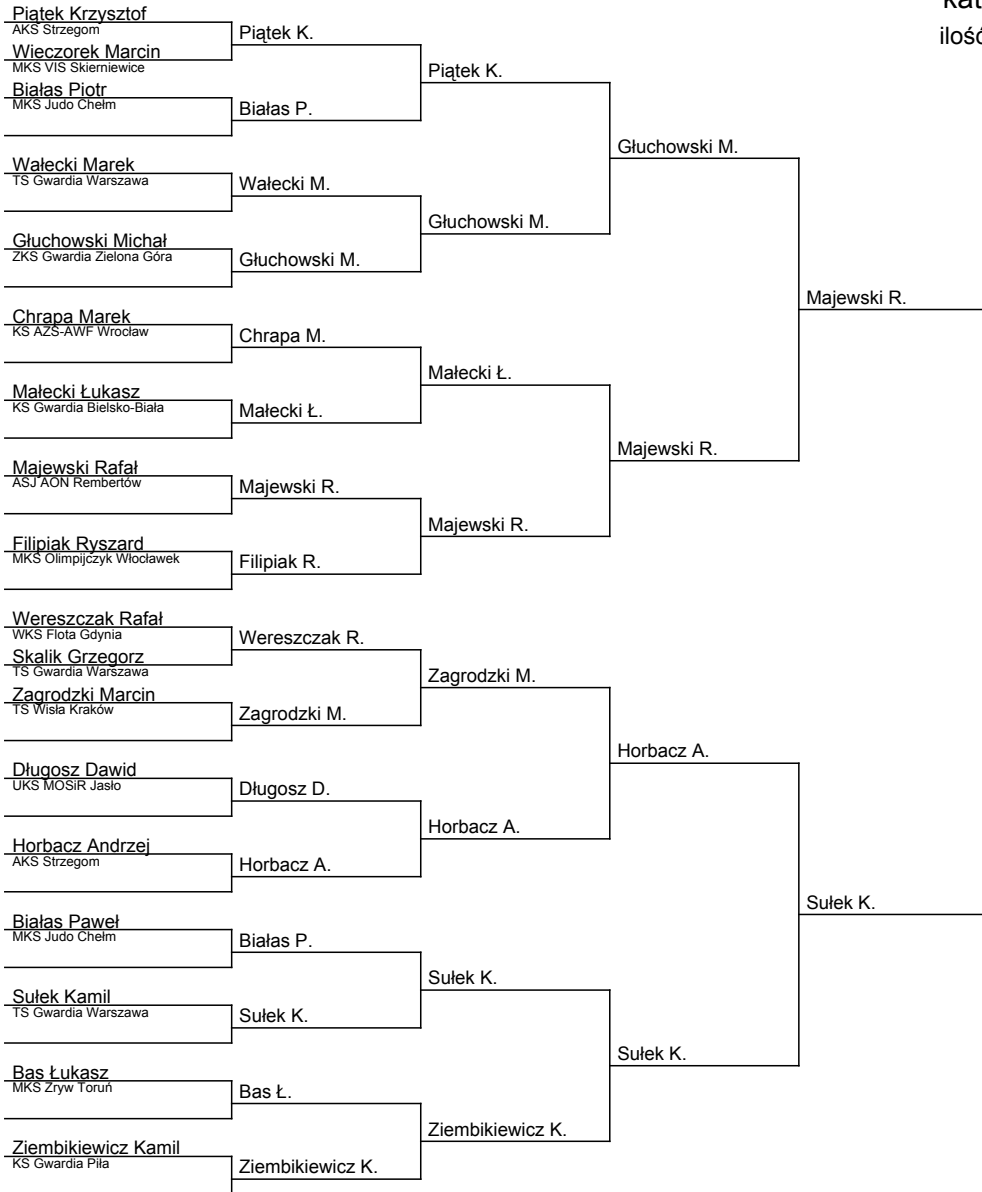 Piątek Krzysztof
AKS Strzegom
Wieczorek Marcin
MKS VIS Skierniewice
Białas Piotr
MKS Judo Chełm
Wałecki Marek
TS Gwardia Warszawa
Głuchowski Michał
ZKS Gwardia Zielona Góra
Chrapa Marek
KS AZS-AWF Wrocław
Małecki Łukasz
KS Gwardia Bielsko-Biała
Majewski Rafał
ASJ AON Rembertów
Filipiak Ryszard
MKS Olimpijczyk Włocławek
Wereszczak Rafał
WKS Flota Gdynia
Skalik Grzegorz
TS Gwardia Warszawa
Zagrodzki Marcin
TS Wisła Kraków
Długosz Dawid
UKS MOSiR Jasło
Horbacz Andrzej
AKS Strzegom
Białas Paweł
MKS Judo Chełm
Sułek Kamil
TS Gwardia Warszawa
Bas Łukasz
MKS Zryw Toruń
Ziembikiewicz Kamil
KS Gwardia Piła
Piątek K.
Białas P.
Wałecki M.
Głuchowski M.
Chrapa M.
Małecki Ł.
Majewski R.
Filipiak R.
Wereszczak R.
Zagrodzki M.
Długosz D.
Horbacz A.
Białas P.
Sułek K.
Bas Ł.
Ziembikiewicz K.
Piątek K.
Głuchowski M.
Małecki Ł.
Majewski R.
Zagrodzki M.
Horbacz A.
Sułek K.
Ziembikiewicz K.
Głuchowski M.
Majewski R.
Horbacz A.
Sułek K.
Majewski R.
Sułek K.